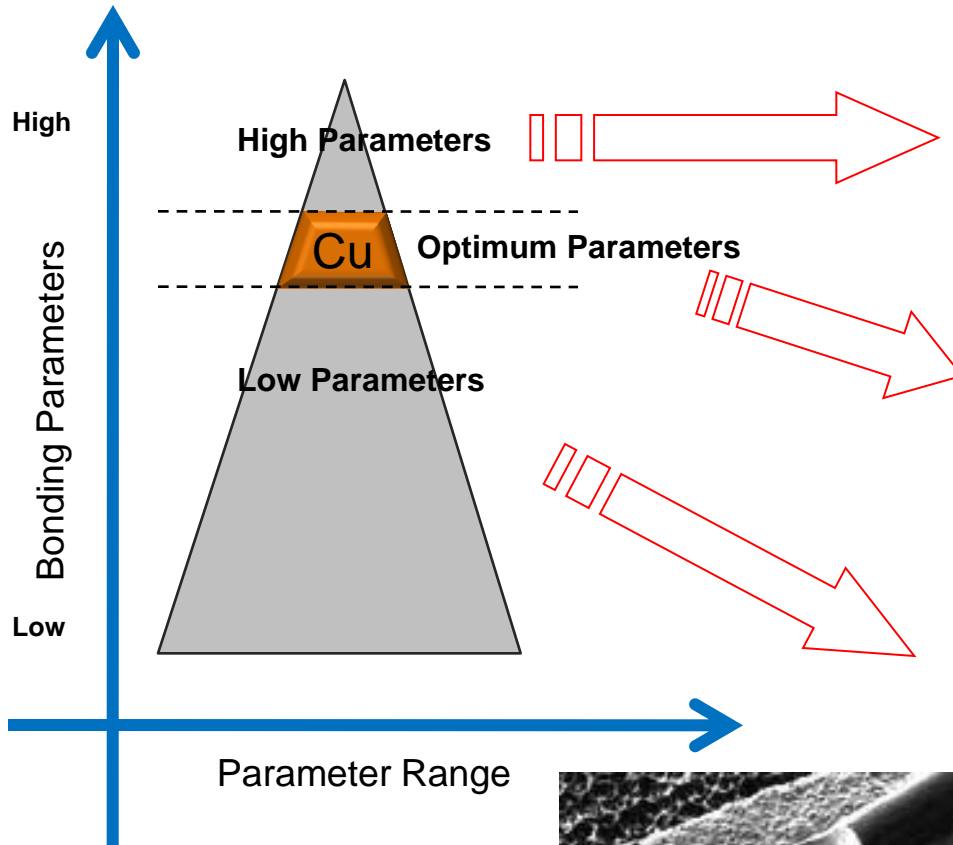 High
High Parameters
Cu
Optimum Parameters
Bonding Parameters
Low Parameters
Low
Parameter Range